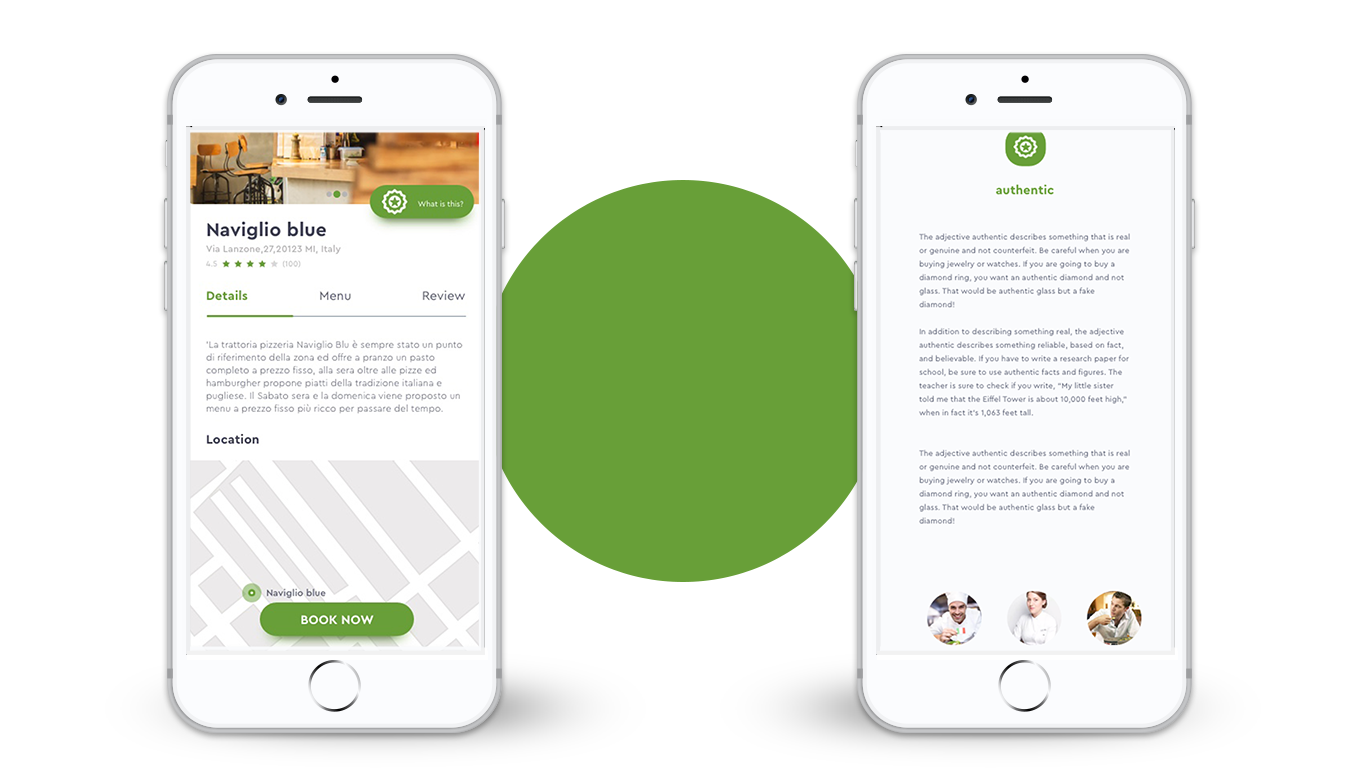 What is this?
Naviglio blue
Via Lanzone,27,20123 MI, Italy
4.5 (100)
Details Menu Review
"La trattoria pizzeria Naviglio Blu è sempre stato un punto
di riferimento della zona ed offre a pranzo un pasto
completo a prezzo fisso, alla sera oltre alle pizze ed
hamburgher propone piatti della tradizione italiana e
pugliese. Il Sabato sera e la domenica viene proposto un
menu a prezzo fisso più ricco per passare del tempo.
Location
Naviglio blue
BOOK NOW
authentic
The adjective authentic describes something that is real
or genuine and not counterfeit. Be careful when you are
buying jewelry or watches. If you are going to buy a
diamond ring, you want an authentic diamond and not
glass. That would be authentic glass but a fake
diamond!
In addition to describing something real, the adjective
authentic describes something reliable, based on fact,
and believable. If you have to write a research paper for
school, be sure to use authentic facts and figures. The
teacher is sure to check if you write, "My little sister
told me that the Eiffel Tower is about 10,000 feet high,"
when in fact it's 1,063 feet tall.
The adjective authentic describes something that is real
or genuine and not counterfeit. Be careful when you are
buying jewelry or watches. If you are going to buy a
diamond ring, you want an authentic diamond and not
glass. That would be authentic glass but a fake
diamond!